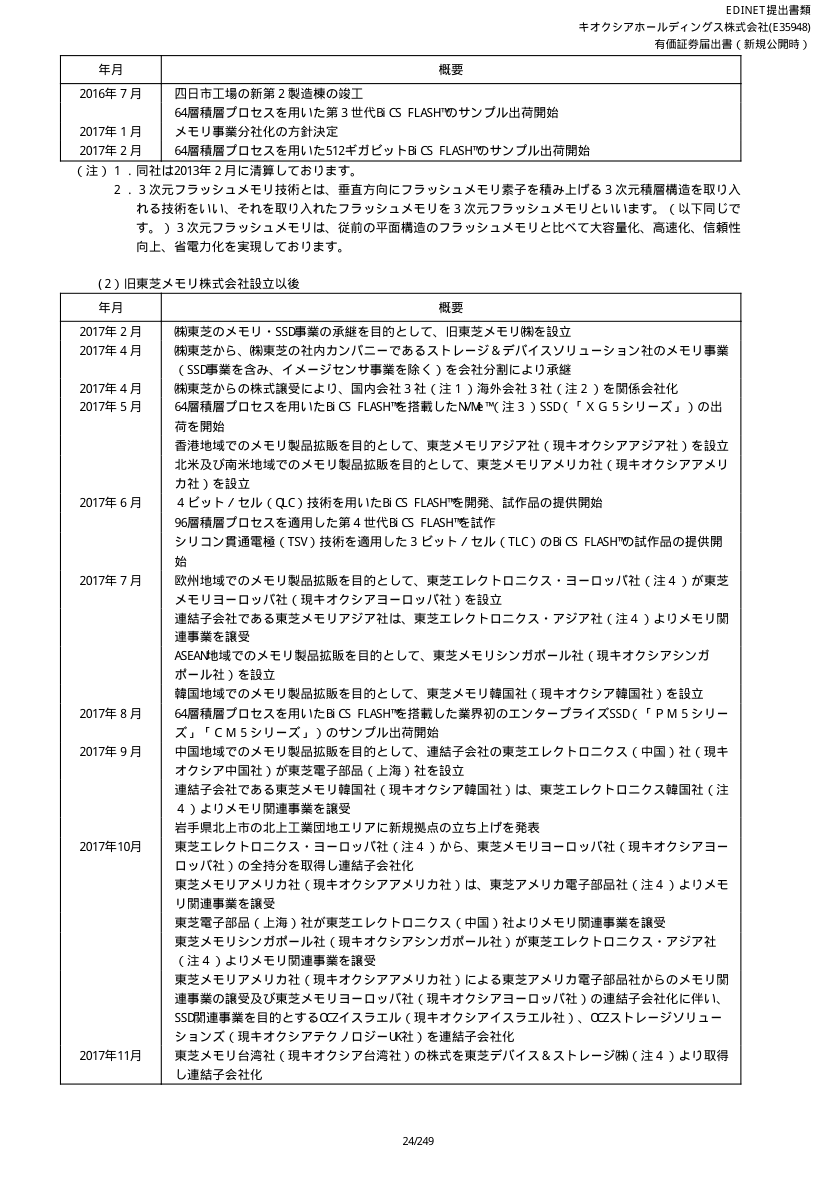 EDINET提出書類
キオクシアホールディングス株式会社(E35948)
有価証券届出書（新規公開時）
年月 概要
2016年７月 四日市工場の新第２製造棟の竣工
64層積層プロセスを用いた第３世代BiCS FLASH™のサンプル出荷開始
2017年１月 メモリ事業分社化の方針決定
2017年２月 64層積層プロセスを用いた512ギガビットBiCS FLASH™のサンプル出荷開始
（注）１．同社は2013年２月に清算しております。
２．３次元フラッシュメモリ技術とは、垂直方向にフラッシュメモリ素子を積み上げる３次元積層構造を取り入
れる技術をいい、それを取り入れたフラッシュメモリを３次元フラッシュメモリといいます。（以下同じで
す。）３次元フラッシュメモリは、従前の平面構造のフラッシュメモリと比べて大容量化、高速化、信頼性
向上、省電力化を実現しております。
(２)旧東芝メモリ株式会社設立以後
年月 概要
2017年２月 ㈱東芝のメモリ・SSD事業の承継を目的として、旧東芝メモリ㈱を設立
2017年４月 ㈱東芝から、㈱東芝の社内カンパニーであるストレージ＆デバイスソリューション社のメモリ事業
（SSD事業を含み、イメージセンサ事業を除く）を会社分割により承継
2017年４月 ㈱東芝からの株式譲受により、国内会社３社（注１）海外会社３社（注２）を関係会社化
2017年５月 64層積層プロセスを用いたBiCS FLASH™を搭載したNVMe™（注３）SSD（「ＸＧ５シリーズ」）の出
荷を開始
香港地域でのメモリ製品拡販を目的として、東芝メモリアジア社（現キオクシアアジア社）を設立
北米及び南米地域でのメモリ製品拡販を目的として、東芝メモリアメリカ社（現キオクシアアメリ
カ社）を設立
2017年６月 ４ビット／セル（QLC）技術を用いたBiCS FLASH™を開発、試作品の提供開始
96層積層プロセスを適用した第４世代BiCS FLASH™を試作
シリコン貫通電極（TSV）技術を適用した３ビット／セル（TLC）のBiCS FLASH™の試作品の提供開
始
2017年７月 欧州地域でのメモリ製品拡販を目的として、東芝エレクトロニクス・ヨーロッパ社（注４）が東芝
メモリヨーロッパ社（現キオクシアヨーロッパ社）を設立
連結子会社である東芝メモリアジア社は、東芝エレクトロニクス・アジア社（注４）よりメモリ関
連事業を譲受
ASEAN地域でのメモリ製品拡販を目的として、東芝メモリシンガポール社（現キオクシアシンガ
ポール社）を設立
韓国地域でのメモリ製品拡販を目的として、東芝メモリ韓国社（現キオクシア韓国社）を設立
2017年８月 64層積層プロセスを用いたBiCS FLASH™を搭載した業界初のエンタープライズSSD（「ＰＭ５シリー
ズ」「ＣＭ５シリーズ」）のサンプル出荷開始
2017年９月 中国地域でのメモリ製品拡販を目的として、連結子会社の東芝エレクトロニクス（中国）社（現キ
オクシア中国社）が東芝電子部品（上海）社を設立
連結子会社である東芝メモリ韓国社（現キオクシア韓国社）は、東芝エレクトロニクス韓国社（注
４）よりメモリ関連事業を譲受
岩手県北上市の北上工業団地エリアに新規拠点の立ち上げを発表
2017年10月 東芝エレクトロニクス・ヨーロッパ社（注４）から、東芝メモリヨーロッパ社（現キオクシアヨー
ロッパ社）の全持分を取得し連結子会社化
東芝メモリアメリカ社（現キオクシアアメリカ社）は、東芝アメリカ電子部品社（注４）よりメモ
リ関連事業を譲受
東芝電子部品（上海）社が東芝エレクトロニクス（中国）社よりメモリ関連事業を譲受
東芝メモリシンガポール社（現キオクシアシンガポール社）が東芝エレクトロニクス・アジア社
（注４）よりメモリ関連事業を譲受
東芝メモリアメリカ社（現キオクシアアメリカ社）による東芝アメリカ電子部品社からのメモリ関
連事業の譲受及び東芝メモリヨーロッパ社（現キオクシアヨーロッパ社）の連結子会社化に伴い、
SSD関連事業を目的とするOCZイスラエル（現キオクシアイスラエル社）、OCZストレージソリュー
ションズ（現キオクシアテクノロジーUK社）を連結子会社化
2017年11月 東芝メモリ台湾社（現キオクシア台湾社）の株式を東芝デバイス＆ストレージ㈱（注４）より取得
し連結子会社化
24/249